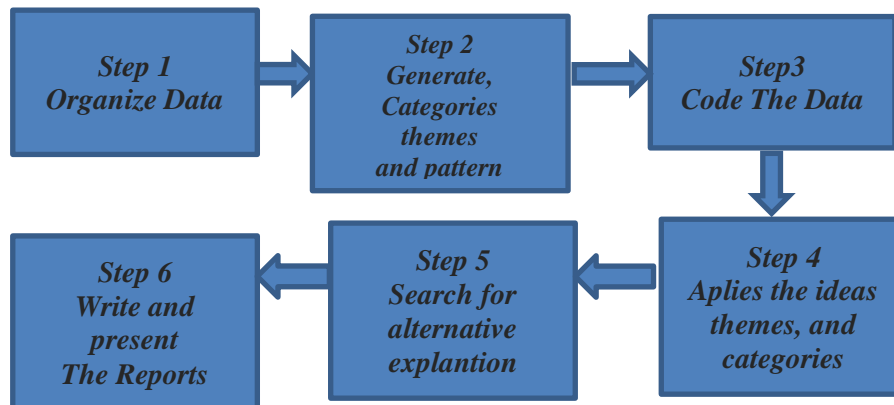 Step 1
Organize Data
Step 2
Generate,
Categories
themes
and pattern
Step3
Code The Data
Step 4
Aplies the ideas
themes, and
categories
Step 5
Search for
alternative
explantion
Step 6
Write and
present
The Reports